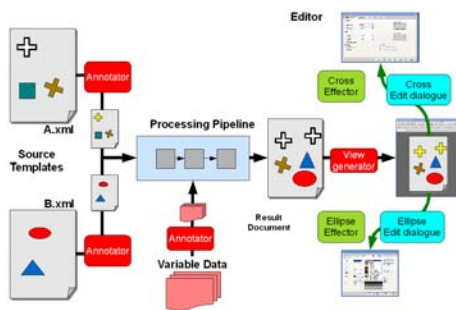 Editor
Annotator
A.xml
Source
Templates
B.xml
Annotator
Processing Pipeline
Annotator
Variable Data
Result
Document
View
generator
Cross
Effector
Cross
Edit dialogue
Ellipse
Effector
Ellipse
Edit dialogue